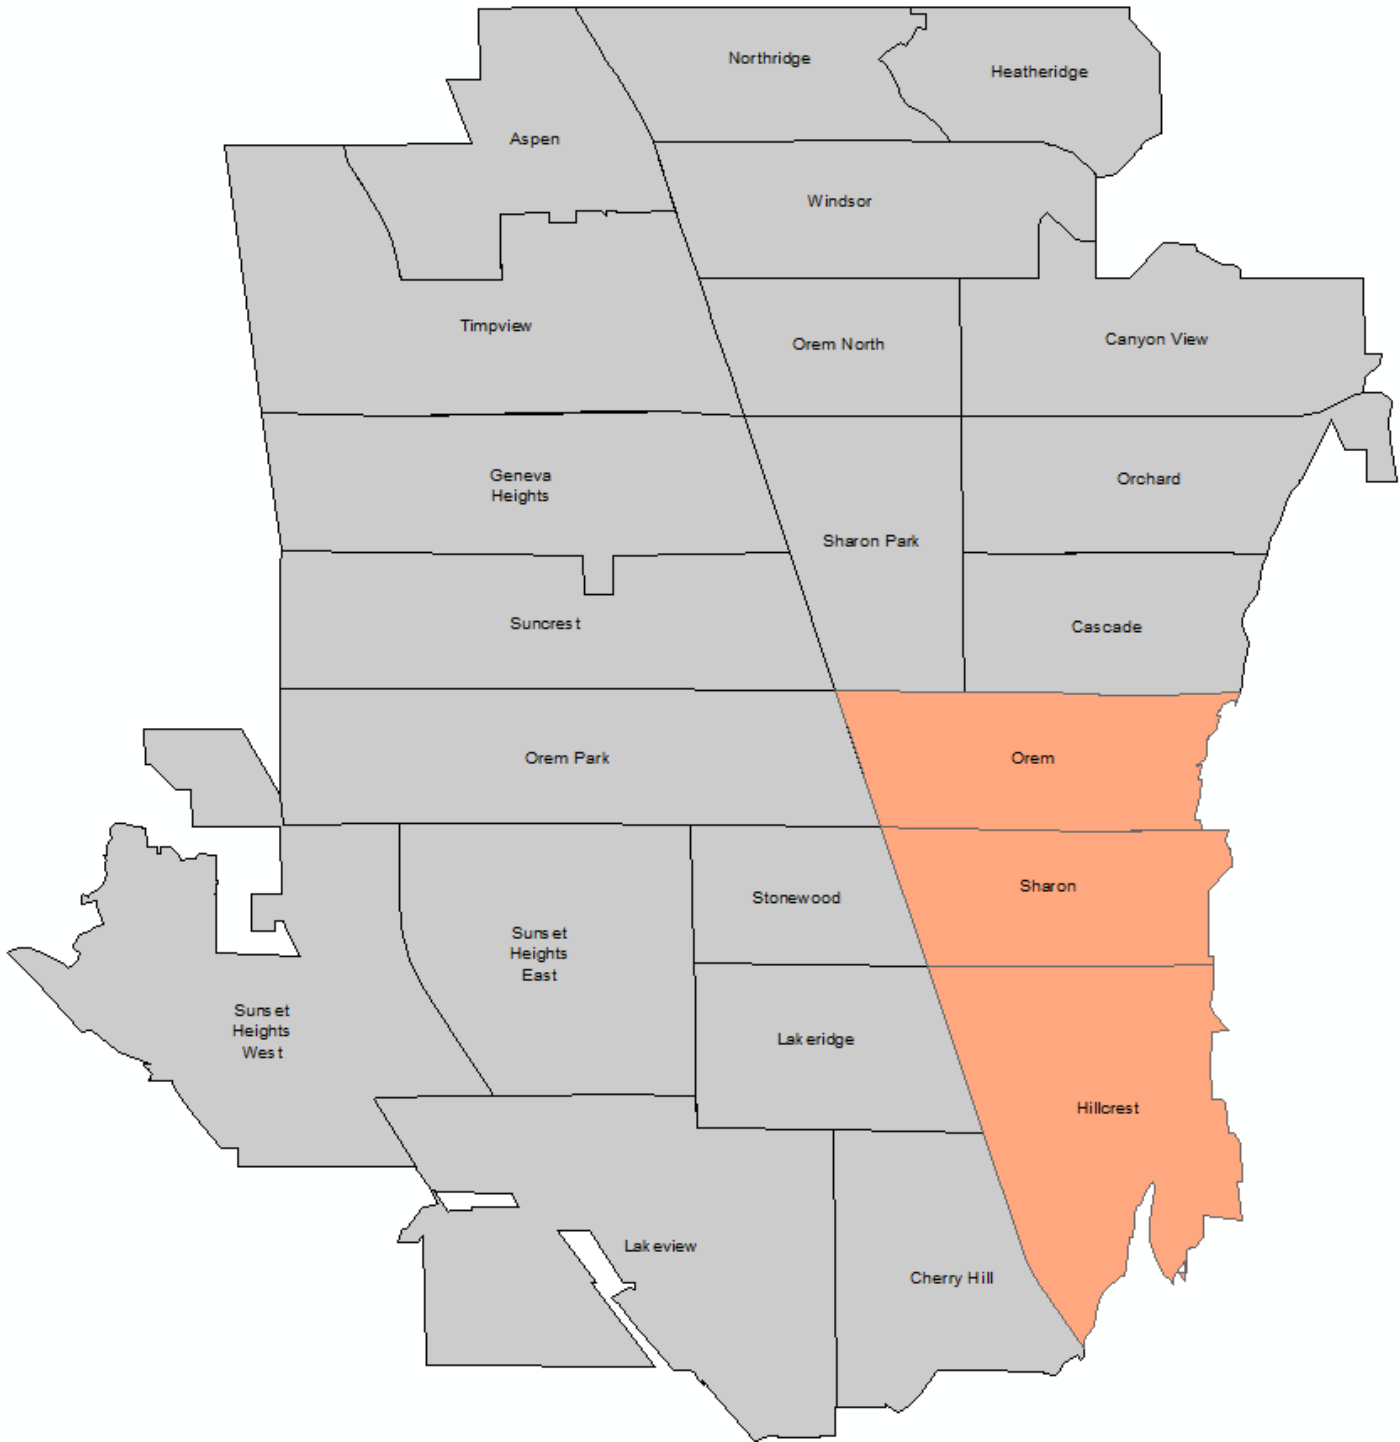 Northridge
Heatheridge
Aspen
Windsor
Timpview
Orem North
Canyon View
Geneva
Heights
Orchard
Sharon Park
Suncrest
Cascade
Orem Park
Orem
Stonewood
Sharon
Sunset
Heights
East
Sunset
Heights
West
Lakeridge
Hillcrest
Lakeview
Cherry Hill